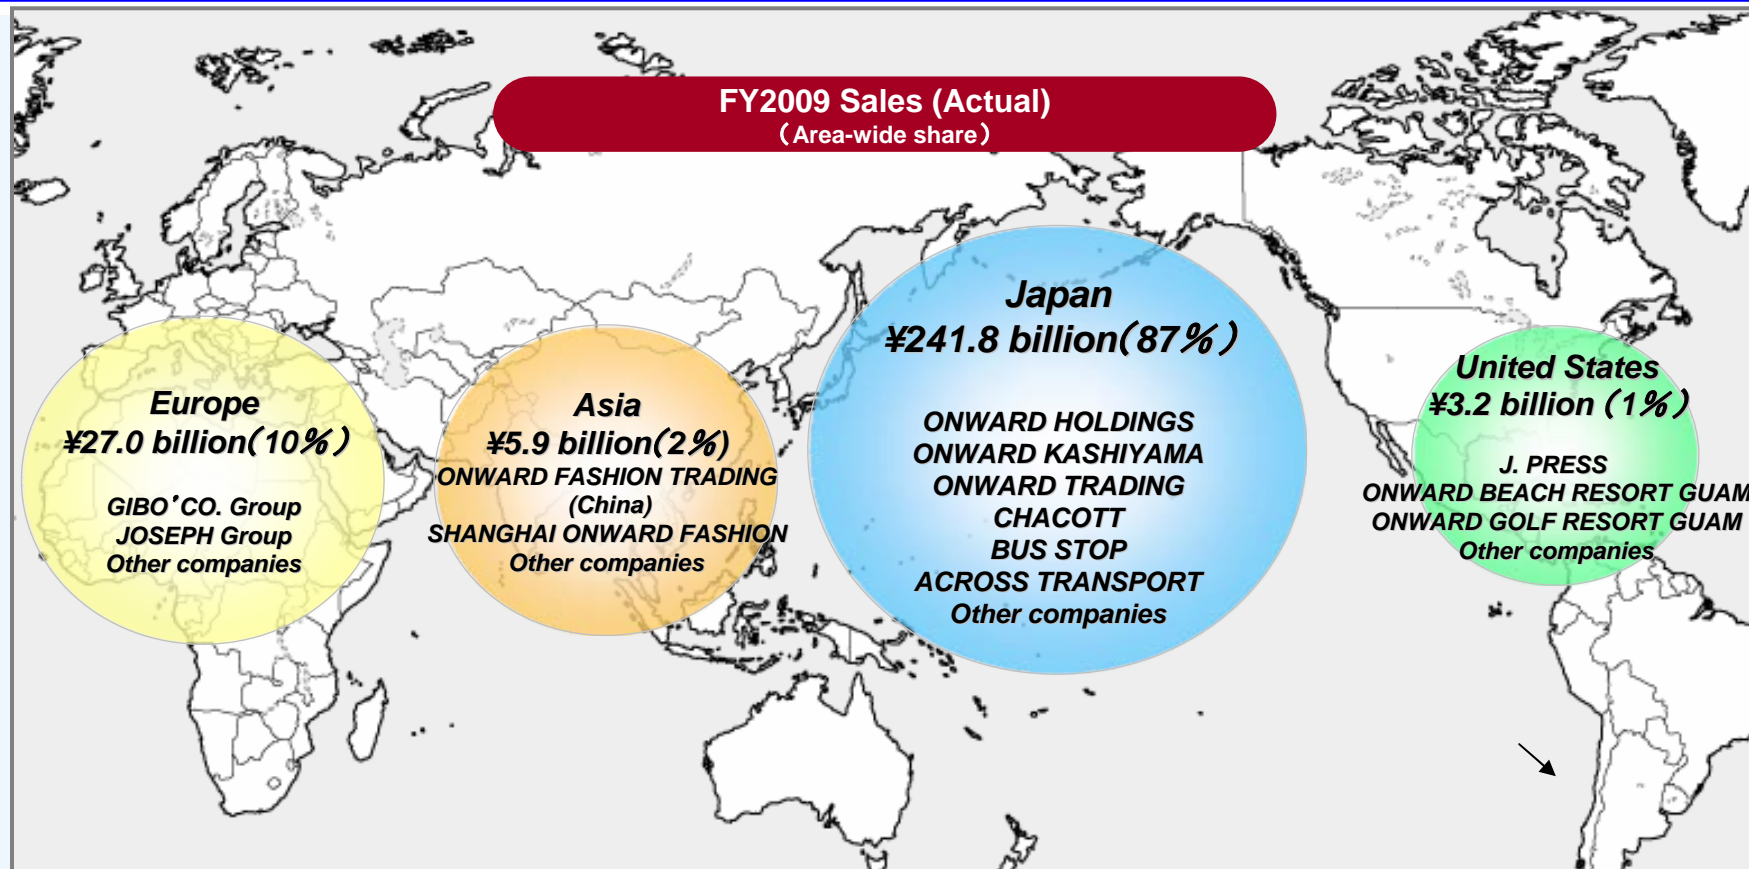 FY2009 Sales (Actual)
（Area-wide share）
Europe
¥27.0 billion(10％)
GIBO’CO. Group
JOSEPH Group
Other companies
Asia
¥5.9 billion(2％)
ONWARD FASHION TRADING
(China)
SHANGHAI ONWARD FASHION
Other companies
Japan
¥241.8 billion(87％)
ONWARD HOLDINGS
ONWARD KASHIYAMA
ONWARD TRADING
CHACOTT
BUS STOP
ACROSS TRANSPORT
Other companies
United States
¥3.2 billion (1％)
J. PRESS
ONWARD BEACH RESORT GUAM
ONWARD GOLF RESORT GUAM
Other companies